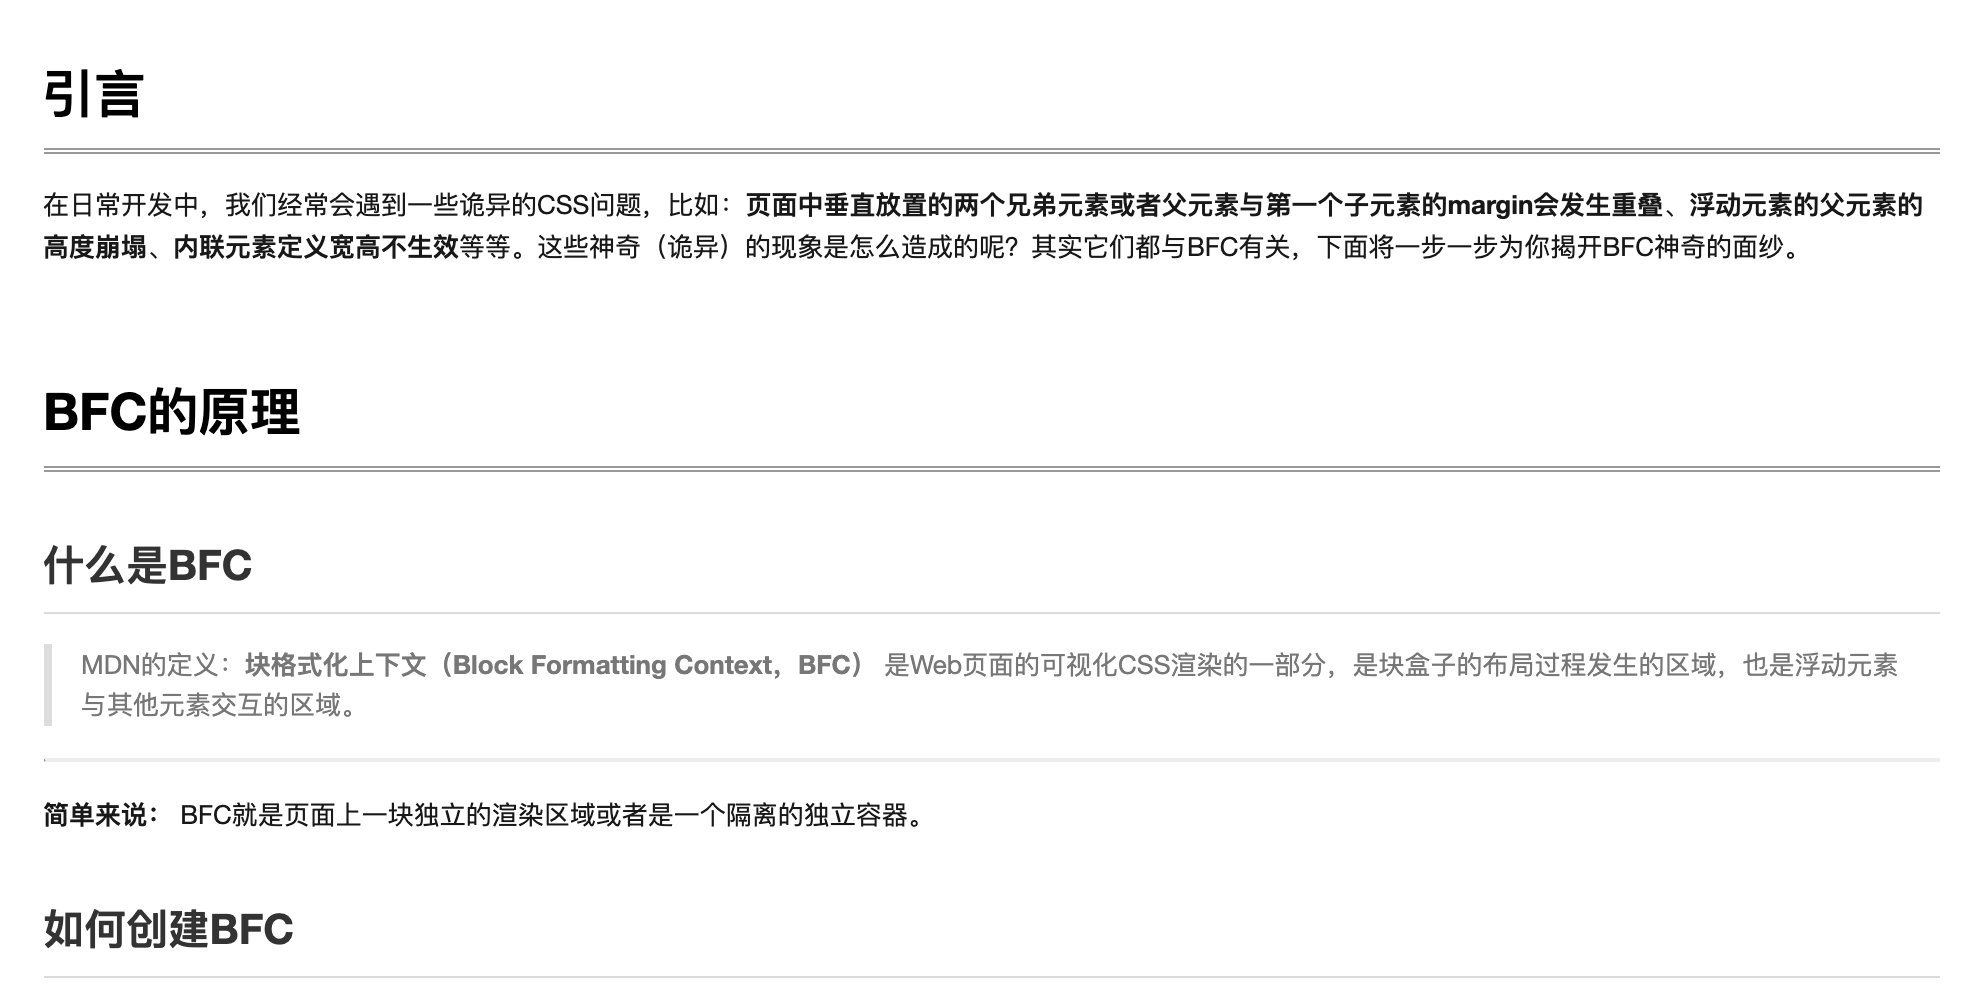 引言
在日常开发中，我们经常会遇到一些诡异的CSS问题，比如：页面中垂直放置的两个兄弟元素或者父元素与第一个子元素的margin会发生重叠、浮动元素的父元素的
高度崩塌、内联元素定义宽高不生效等等。这些神奇（诡异）的现象是怎么造成的呢？其实它们都与BFC有关，下面将一步一步为你揭开BFC神奇的面纱。
BFC的原理
什么是BFC
MDN的定义：块格式化上下文（Block Formatting Context，BFC） 是Web页面的可视化CSS渲染的一部分，是块盒子的布局过程发生的区域，也是浮动元素
与其他元素交互的区域。
简单来说： BFC就是页面上一块独立的渲染区域或者是一个隔离的独立容器。
如何创建BFC